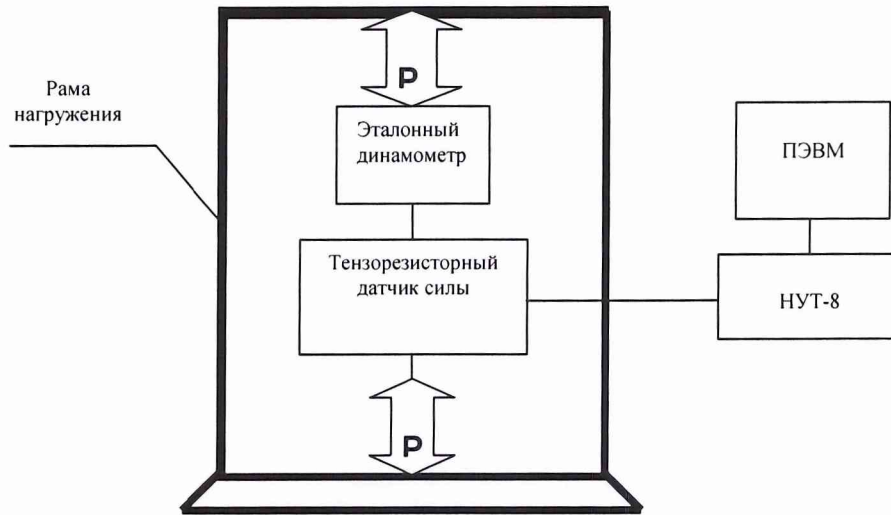 P
Рама
нагружения
Эталонный
динамометр
ПЭВМ
Тензорезисторный
датчик силы
НУТ-8
P